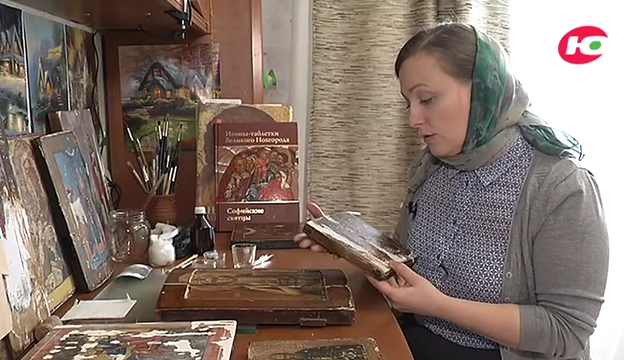 Ю
Иконы-таблетки
Великого Новгорода
Софийские
святцы